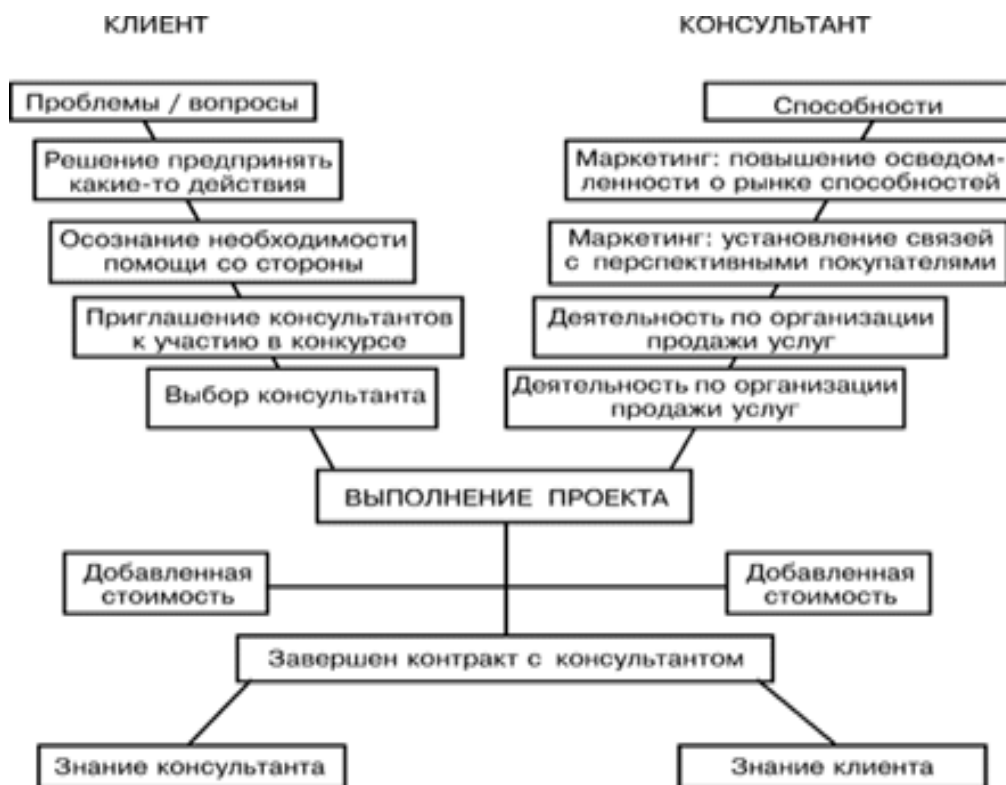 КЛИЕНТ
КОНСУЛЬТАНТ
Проблемы / вопросы
Способности
Решение предпринять
какие-то действия
Маркетинг: повышение осведом-
ленности о рынке способностей
Осознание необходимости
помощи со стороны
Маркетинг: установление связей
с перспективными покупателями
Приглашение консультантов
к участию в конкурсе
Деятельность по организации
продажи услуг
Выбор консультанта
Деятельность по организации
продажи услуг
ВЫПОЛНЕНИЕ ПРОЕКТА
Добавленная
стоимость
Добавленная
стоимость
Завершен контракт с консультантом
Знание консультанта
Знание клиента